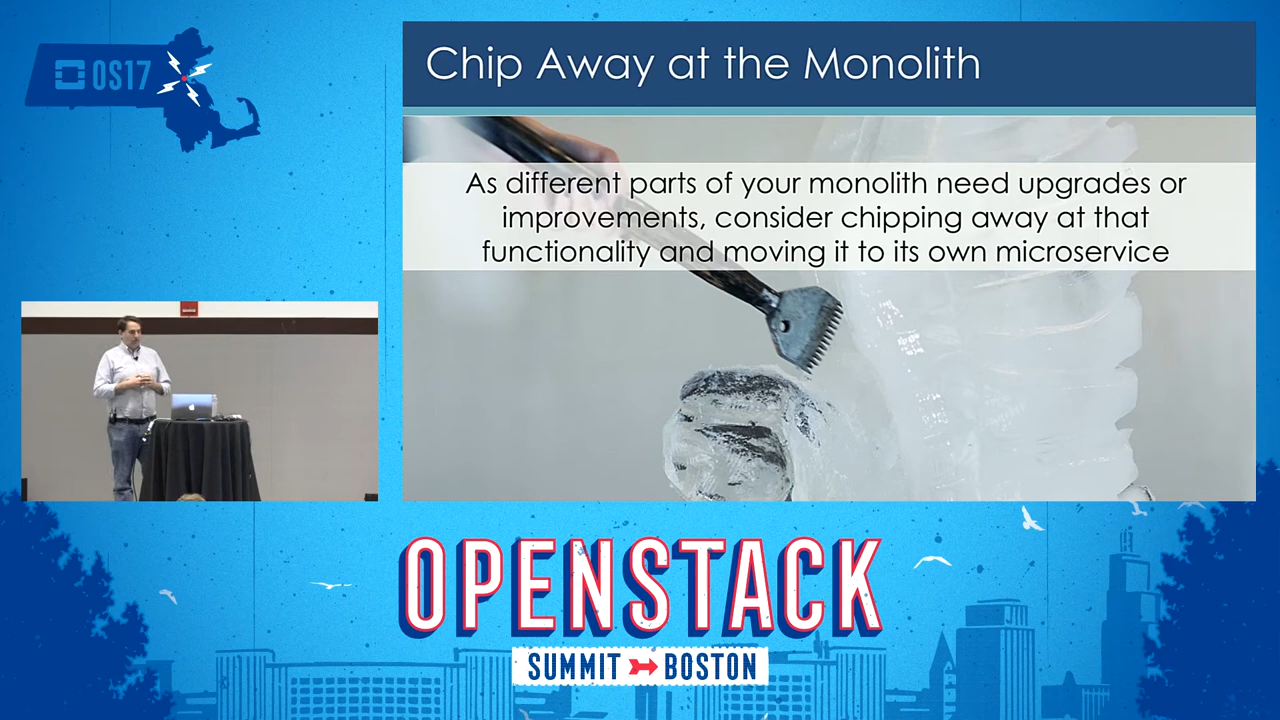 OS17
Chip Away at the Monolith
As different parts of your monolith need upgrades or
improvements, consider chipping away at that
functionality and moving it to its own microservice
OPENSTACK
SUMMIT BOSTON